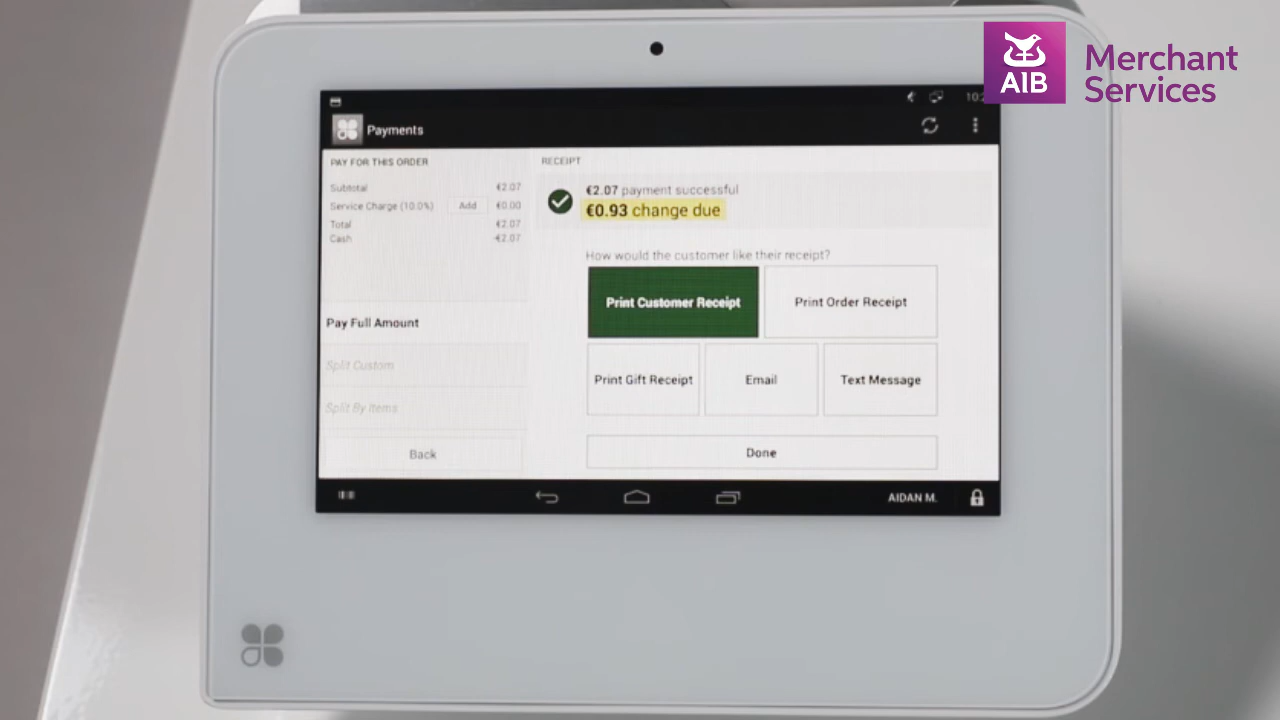 AIB
Merchant
Services
Payments
PAY FOR THIS ORDER
Subtotal €2.07
Service Charge (10.0%) Add €0.00
Total €2.07
Cash -€2.07
Pay Full Amount
Split Custom
Split By Items
Back
RECEIPT
€2.07 payment successful
€0.93 change due
How would the customer like their receipt?
Print Customer Receipt
Print Order Receipt
Print Gift Receipt
Email
Text Message
Done
AIDAN M.